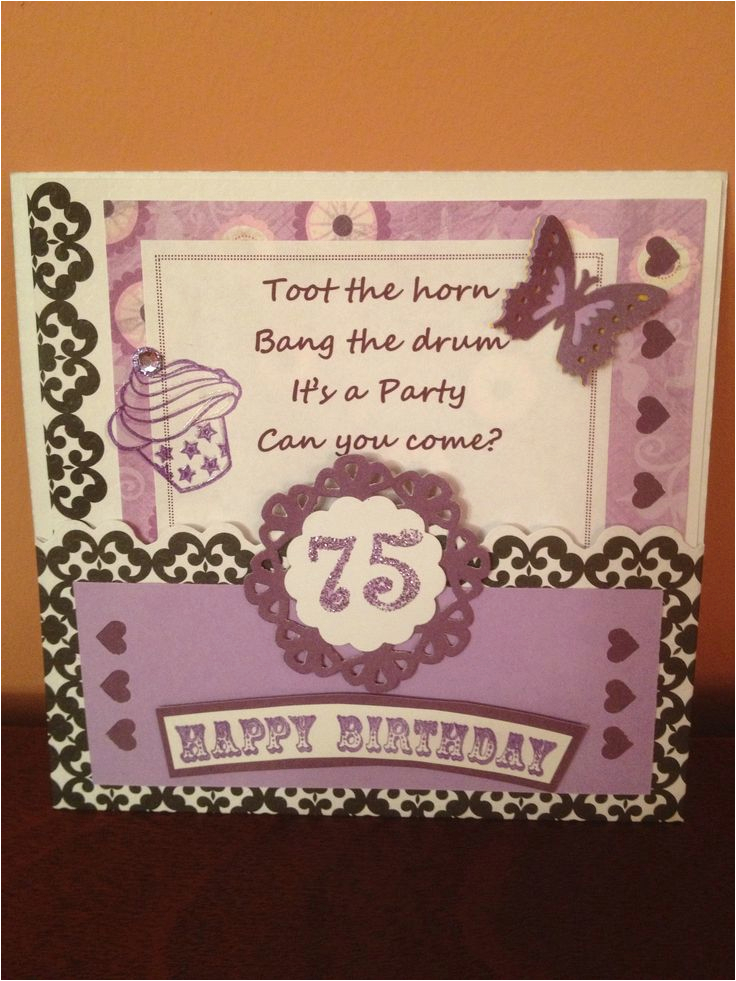 Toot the horn
Bang the drum
It's a Party
Can you come?
75
HAPPY BIRTHDAY